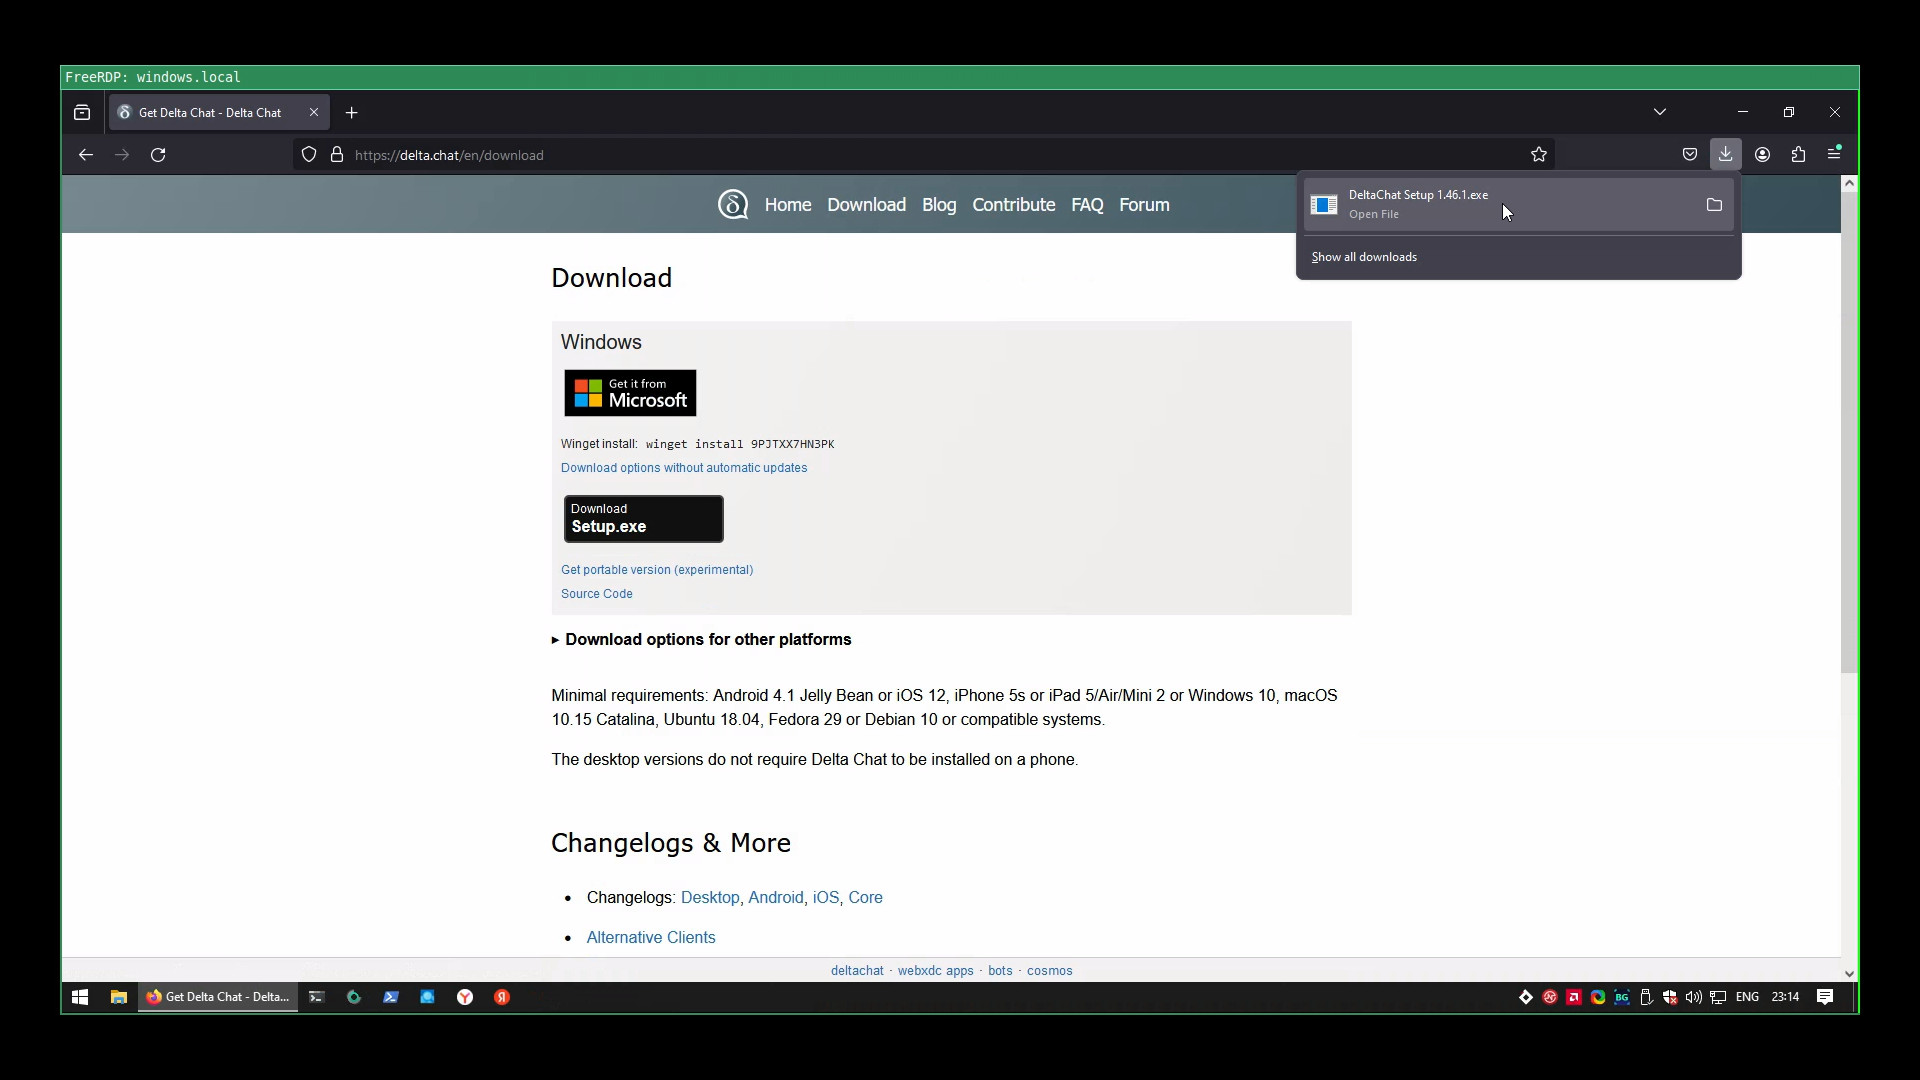 FreeRDP: windows.local
Get Delta Chat - Delta Chat
https://delta.chat/en/download
DeltaChat Setup 1.46.1.exe
Open File
Show all downloads
Home Download Blog Contribute FAQ Forum
Download
Windows
Get it from
Microsoft
Winget install: winget install 9PJTXX7HN3PK
Download options without automatic updates
Download
Setup.exe
Get portable version (experimental)
Source Code
▸ Download options for other platforms
Minimal requirements: Android 4.1 Jelly Bean or iOS 12, iPhone 5s or iPad 5/Air/Mini 2 or Windows 10, macOS
10.15 Catalina, Ubuntu 18.04, Fedora 29 or Debian 10 or compatible systems.
The desktop versions do not require Delta Chat to be installed on a phone.
Changelogs & More
• Changelogs: Desktop, Android, iOS, Core
• Alternative Clients
deltachat · webxdc apps · bots · cosmos
Get Delta Chat - Delta...
Y
Я
BG
ENG
23:14